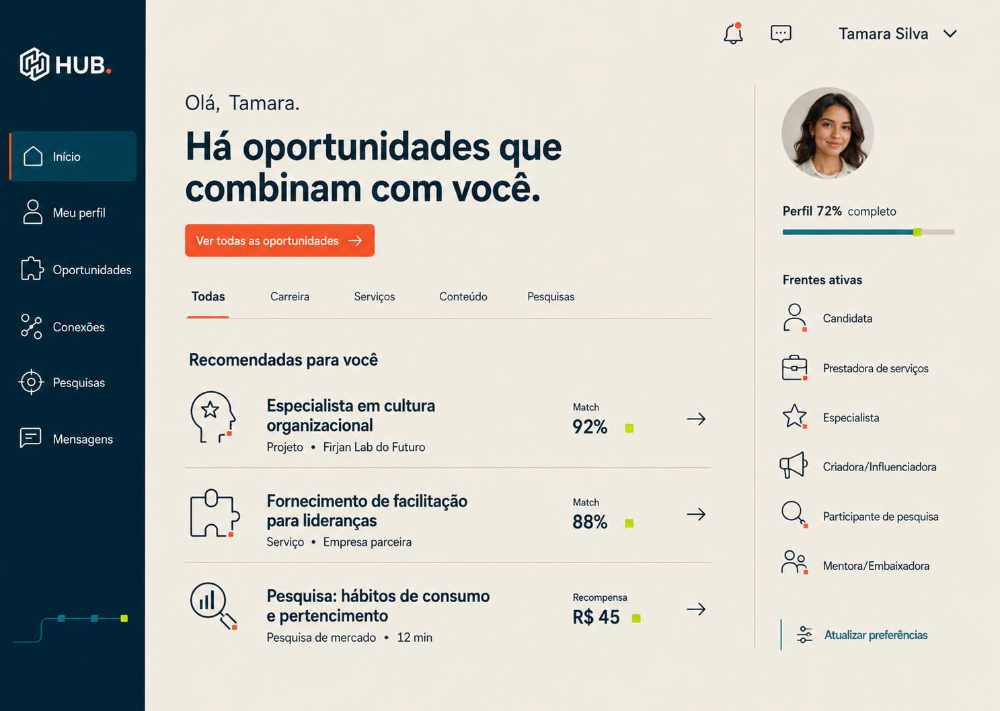 HUB.
Início
Meu perfil
Oportunidades
Conexões
Pesquisas
Mensagens
Tamara Silva
Olá, Tamara.
Há oportunidades que
combinam com você.
Ver todas as oportunidades
Todas Carreira Serviços Conteúdo Pesquisas
Recomendadas para você
Especialista em cultura
organizacional
Projeto • Firjan Lab do Futuro
Match
92%
Fornecimento de facilitação
para lideranças
Serviço • Empresa parceira
Match
88%
Pesquisa: hábitos de consumo
e pertencimento
Pesquisa de mercado • 12 min
Recompensa
R$ 45
Perfil 72% completo
Frentes ativas
Candidata
Prestadora de serviços
Especialista
Criadora/Influenciadora
Participante de pesquisa
Mentora/Embaixadora
Atualizar preferências